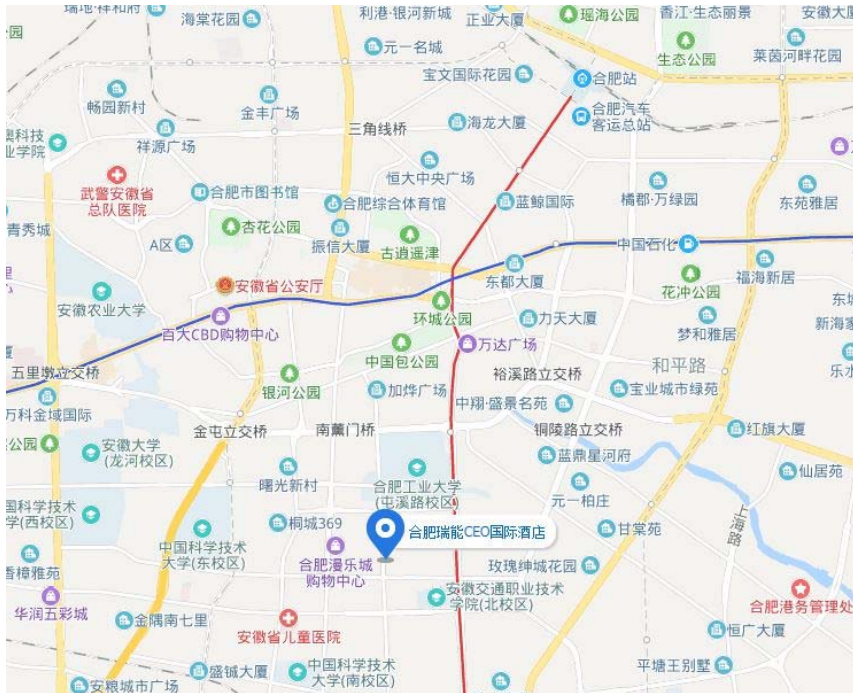 瑞地·祥和府
海棠花园
利港·银河新城
正业大厦
瑶海公园
香江·生态丽景
安徽大厦
元一名城
生态公园
莱茵河畔花园
宝文国际花园
合肥站
畅园新村
金丰广场
合肥汽车
客运总站
海龙大厦
三角线桥
澳科技
业学院
祥源广场
恒大中央广场
武警安徽省
总队医院
合肥市图书馆
合肥综合体育馆
蓝鲸国际
橘郡·万绿园
东苑雅居
青秀城
A区
杏花公园
振信大厦
古逍遥津
中国石化
福海新居
安徽省公安厅
东都大厦
花冲公园
安徽农业大学
环城公园
力天大厦
东城
新海家
百大CBD购物中心
梦和雅居
万达广场
中国包公园
和平路
五里墩立交桥
银河公园
加烨广场
裕溪路立交桥
宝业城市绿苑
乐水
万科金域国际
中翔·盛景名苑
金屯立交桥
南薰门桥
铜陵路立交桥
红旗大厦
公园
安徽大学
(龙河校区)
蓝鼎星河府
仙居苑
曙光新村
合肥工业大学
(屯溪路校区)
元一柏庄
国科学技术
学(西校区)
桐城369
合肥瑞能CEO国际酒店
甘棠苑
上海路
中国科学技术
大学(东校区)
合肥漫乐城
购物中心
玫瑰绅城花园
香樟雅苑
安徽交通职业技术
学院(北校区)
合肥港务管理处
华润五彩城
金隅南七里
安徽省儿童医院
恒广大厦
盛铖大厦
中国科学技术
大学(南校区)
平塘王别墅
安粮城市广场